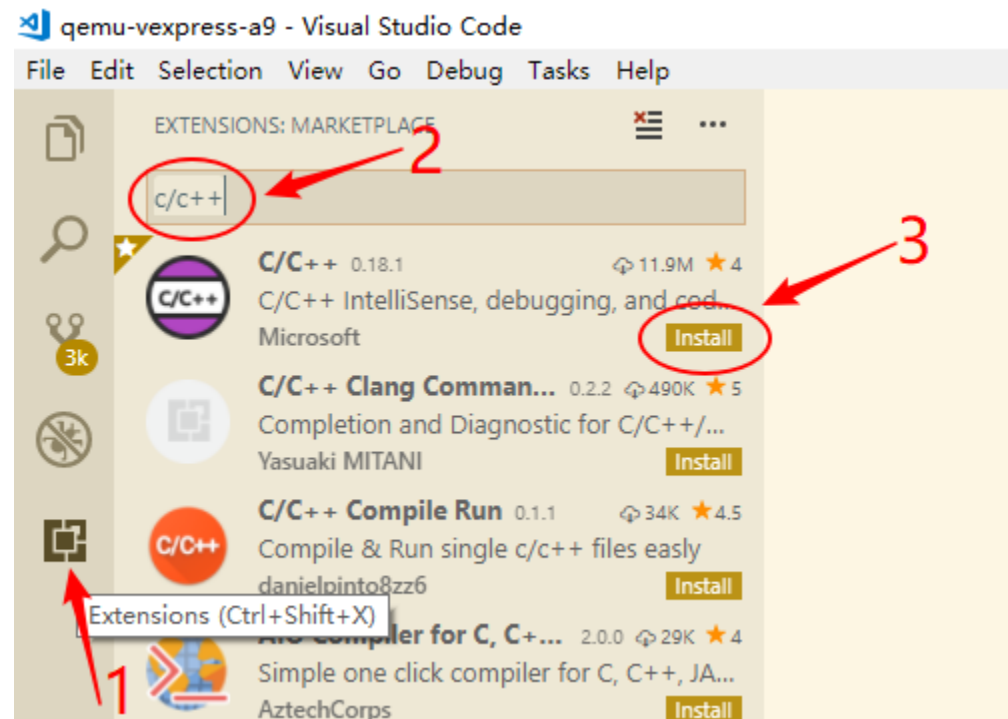 qemu-vexpress-a9 - Visual Studio Code
File Edit Selection View Go Debug Tasks Help
EXTENSIONS: MARKETPLACE
2
c/c++
3
C/C++ 0.18.1 11.9M 4
C/C++ C/C++ IntelliSense, debugging, and cod...
Microsoft Install
3k
C/C++ Clang Comman... 0.2.2 490K 5
Completion and Diagnostic for C/C++/...
Yasuaki MITANI Install
C/C++ Compile Run 0.1.1 34K 4.5
C/C++ Compile & Run single c/c++ files easly
danielpinto8zz6 Install
Extensions (Ctrl+Shift+X)
Compiler for C, C+... 2.0.0 29K 4
Simple one click compiler for C, C++, JA...
1
AztechCorps Install